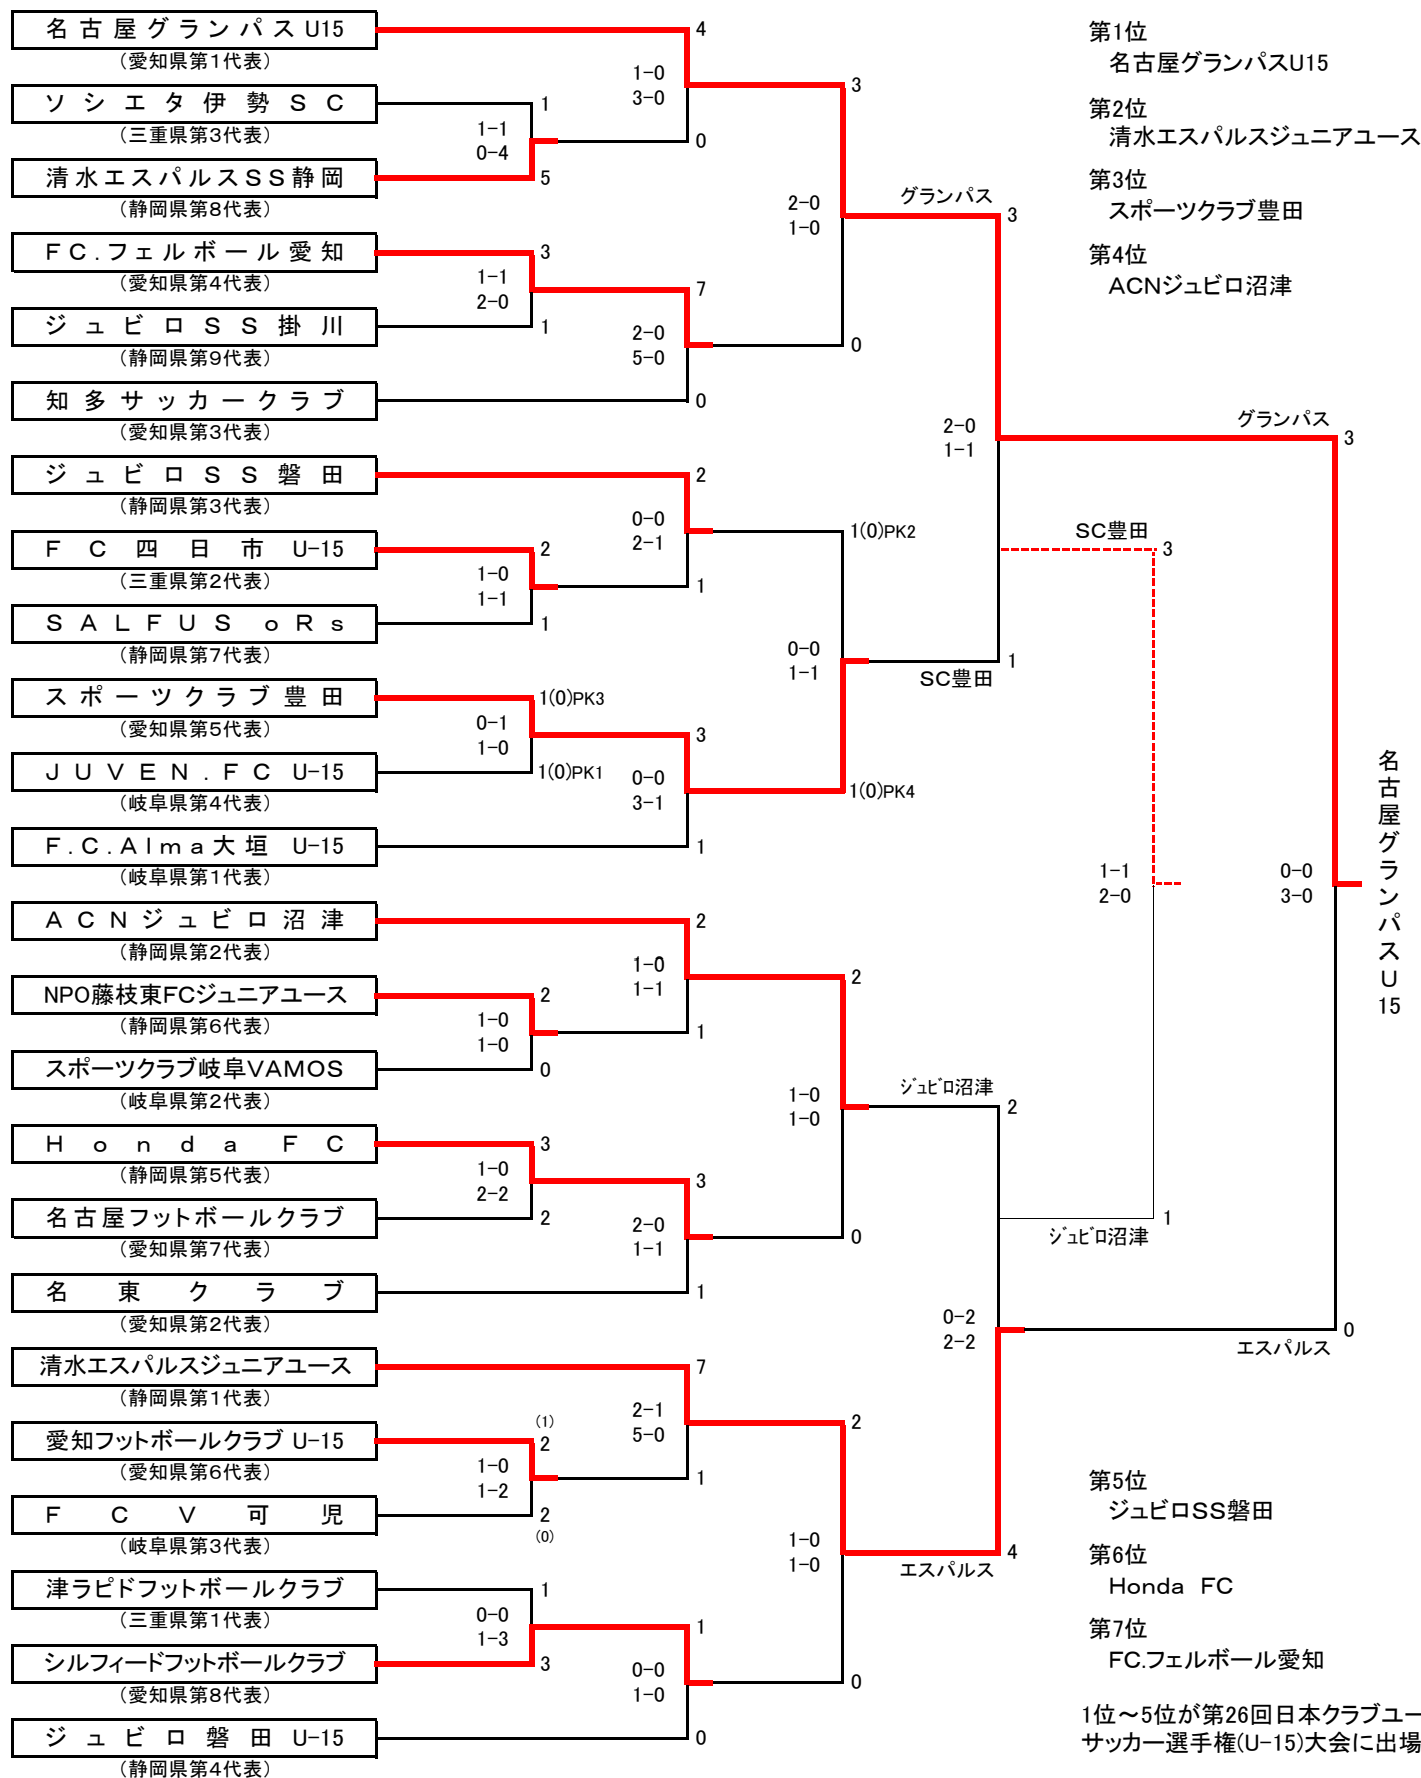 名古屋グランパスU15
（愛知県第1代表）
ソシエタ伊勢SC
（三重県第3代表）
清水エスパルスSS静岡
（静岡県第8代表）
FC.フェルボール愛知
（愛知県第4代表）
ジュビロSS掛川
（静岡県第9代表）
知多サッカークラブ
（愛知県第3代表）
ジュビロSS磐田
（静岡県第3代表）
FC四日市 U-15
（三重県第2代表）
SALFUS oRs
（静岡県第7代表）
スポーツクラブ豊田
（愛知県第5代表）
JUVEN.FC U-15
（岐阜県第4代表）
F.C.Alma大垣 U-15
（岐阜県第1代表）
ACNジュビロ沼津
（静岡県第2代表）
NPO藤枝東FCジュニアユース
（静岡県第6代表）
スポーツクラブ岐阜VAMOS
（岐阜県第2代表）
Honda FC
（静岡県第5代表）
名古屋フットボールクラブ
（愛知県第7代表）
名東クラブ
（愛知県第2代表）
清水エスパルスジュニアユース
（静岡県第1代表）
愛知フットボールクラブ U-15
（愛知県第6代表）
FCV可児
（岐阜県第3代表）
津ラピドフットボールクラブ
（三重県第1代表）
シルフィードフットボールクラブ
（愛知県第8代表）
ジュビロ磐田 U-15
（静岡県第4代表）
1
1-1
0-4
5
3
1-1
2-0
1
2
1-0
1-1
1
1(0)PK3
0-1
1-0
1(0)PK1
2
1-0
1-0
0
3
1-0
2-2
2
(1)
2
1-0
1-2
2
(0)
1
0-0
1-3
3
4
1-0
3-0
0
7
2-0
5-0
0
2
0-0
2-1
1
3
0-0
3-1
1
2
1-0
1-1
1
3
2-0
1-1
1
7
2-1
5-0
1
1
0-0
1-0
0
3
2-0
1-0
0
1(0)PK2
0-0
1-1
1(0)PK4
2
1-0
1-0
0
2
1-0
1-0
0
グランパス
3
2-0
1-1
1
SC豊田
ジュビロ沼津
2
0-2
2-2
エスパルス
4
SC豊田
3
1-1
2-0
1
ジュビロ沼津
グランパス
3
0-0
3-0
0
エスパルス
名古屋グランパスU15
第1位
名古屋グランパスU15
第2位
清水エスパルスジュニアユース
第3位
スポーツクラブ豊田
第4位
ACNジュビロ沼津
第5位
ジュビロSS磐田
第6位
Honda FC
第7位
FC.フェルボール愛知
1位～5位が第26回日本クラブユー
サッカー選手権(U-15)大会に出場